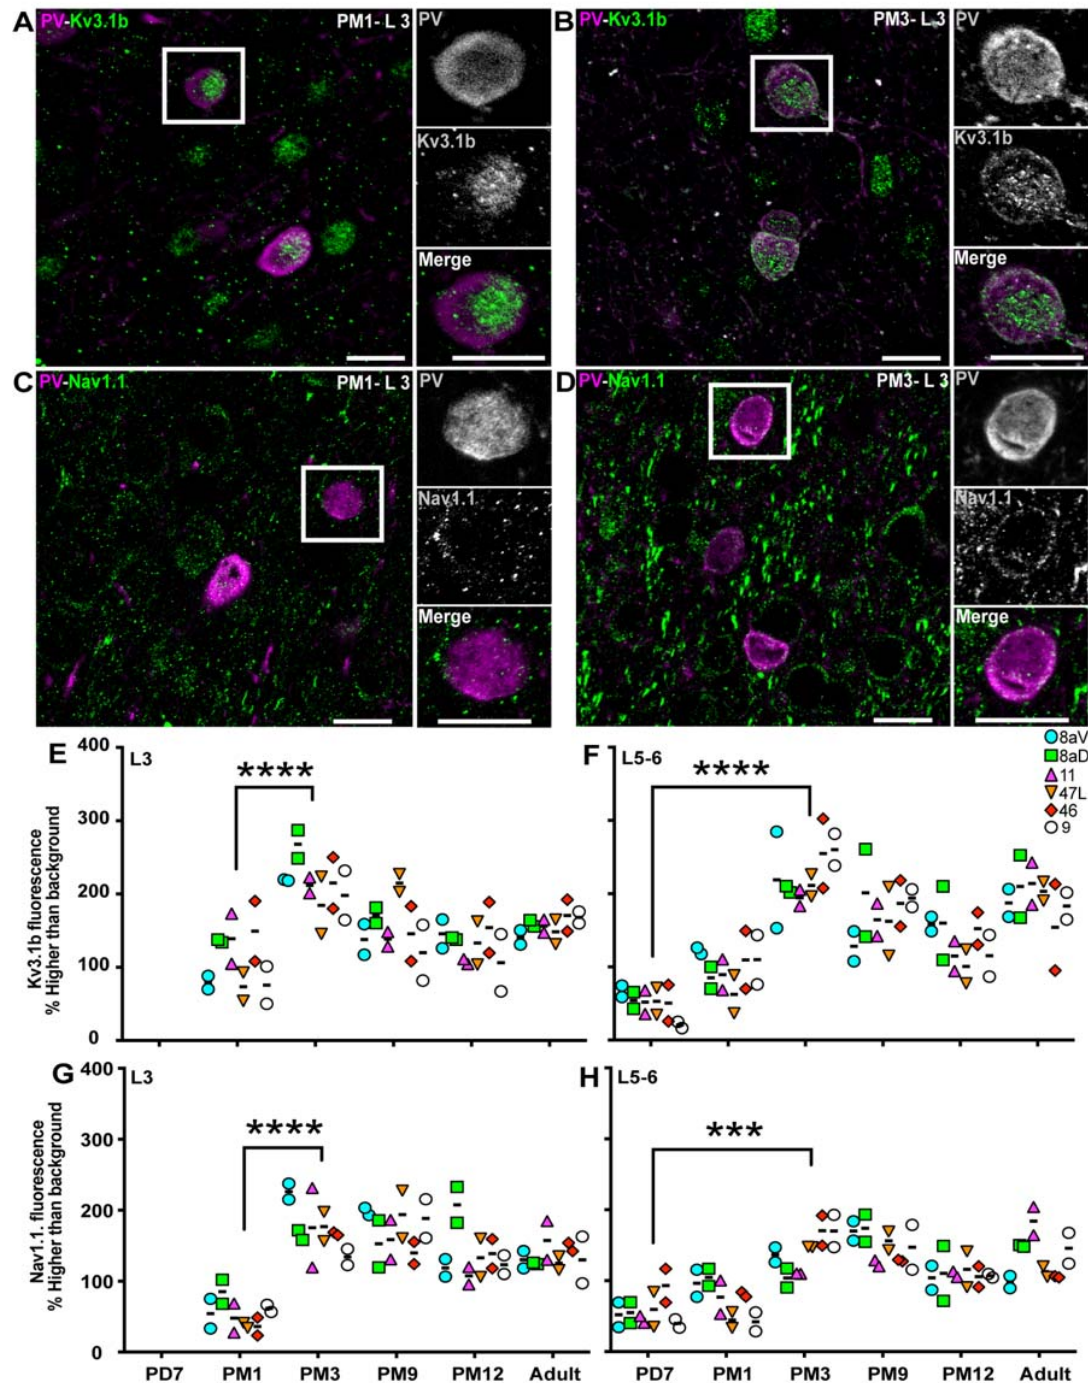 A PV-Kv3.1b PM1- L 3 PV
Kv3.1b
Merge
B PV-Kv3.1b PM3- L 3 PV
Kv3.1b
Merge
C PV-Nav1.1 PM1- L 3 PV
Nav1.1
Merge
D PV-Nav1.1 PM3- L 3 PV
Nav1.1
Merge
E L3
400
300
200
100
0
Kv3.1b fluorescence
% Higher than background
****
F L5-6
****
8aV
8aD
11
47L
46
9
G L3
400
300
200
100
0
Nav1.1 fluorescence
% Higher than background
****
H L5-6
***
PD7 PM1 PM3 PM9 PM12 Adult
PD7 PM1 PM3 PM9 PM12 Adult